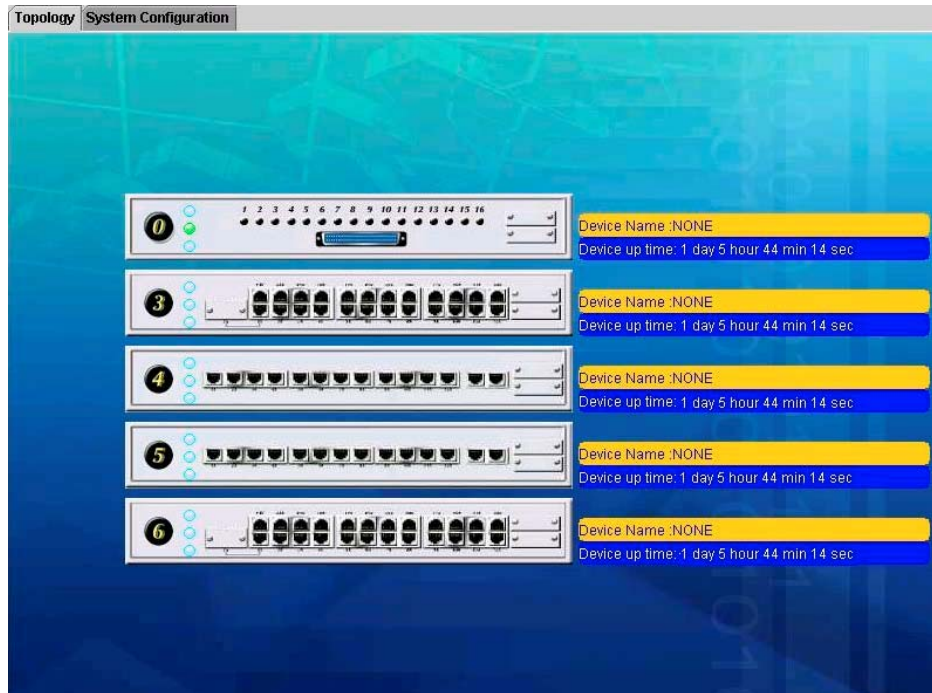 Topology System Configuration
0
1 2 3 4 5 6 7 8 9 10 11 12 13 14 15 16
Device Name :NONE
Device up time: 1 day 5 hour 44 min 14 sec
3
Device Name :NONE
Device up time: 1 day 5 hour 44 min 14 sec
4
Device Name :NONE
Device up time: 1 day 5 hour 44 min 14 sec
5
Device Name :NONE
Device up time: 1 day 5 hour 44 min 14 sec
6
Device Name :NONE
Device up time: 1 day 5 hour 44 min 14 sec